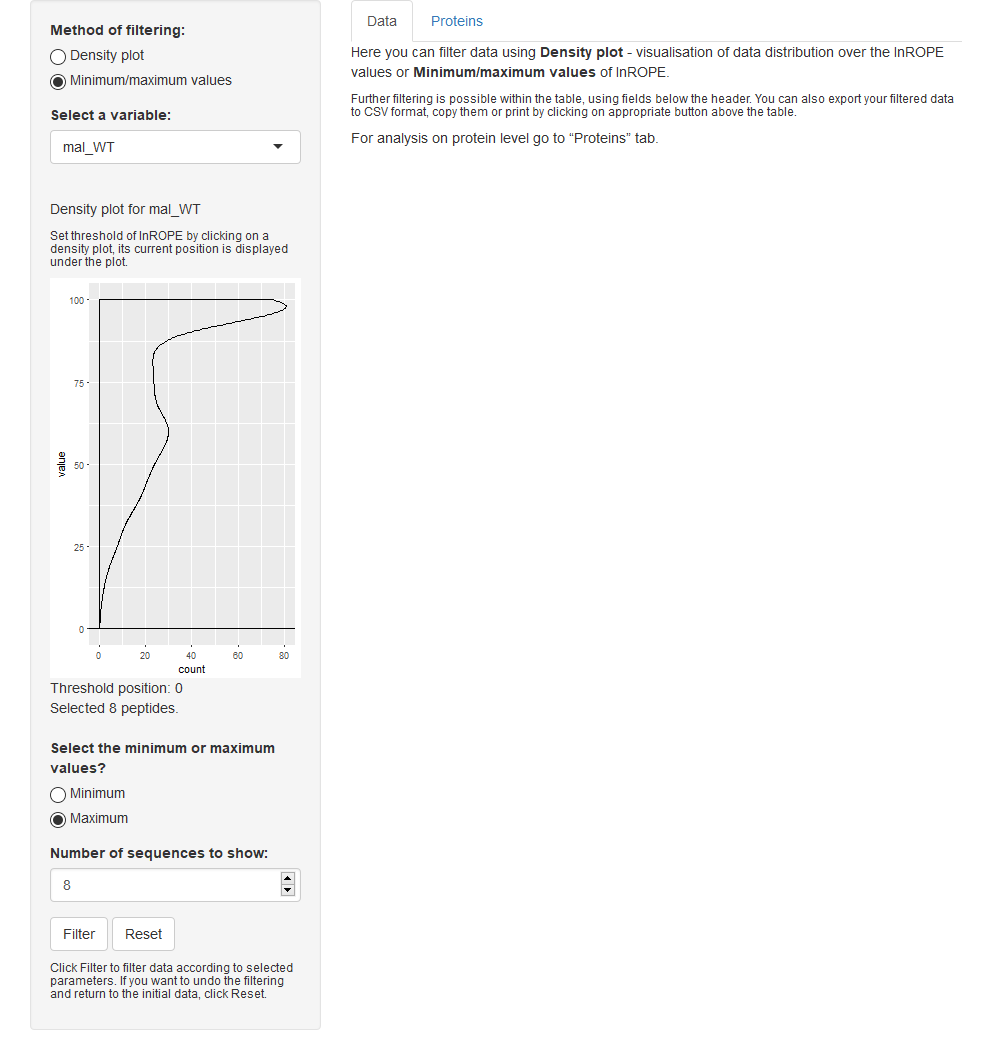 Method of filtering:
Density plot
Minimum/maximum values
Select a variable:
mal_WT
Density plot for mal_WT
Set threshold of lnROPE by clicking on a
density plot, its current position is displayed
under the plot.
100
75
50
25
0
value
0 20 40 60 80
count
Threshold position: 0
Selected 8 peptides.
Select the minimum or maximum
values?
Minimum
Maximum
Number of sequences to show:
8
Filter Reset
Click Filter to filter data according to selected
parameters. If you want to undo the filtering
and return to the initial data, click Reset.
Data Proteins
Here you can filter data using Density plot - visualisation of data distribution over the lnROPE
values or Minimum/maximum values of lnROPE.
Further filtering is possible within the table, using fields below the header. You can also export your filtered data
to CSV format, copy them or print by clicking on appropriate button above the table.
For analysis on protein level go to “Proteins” tab.